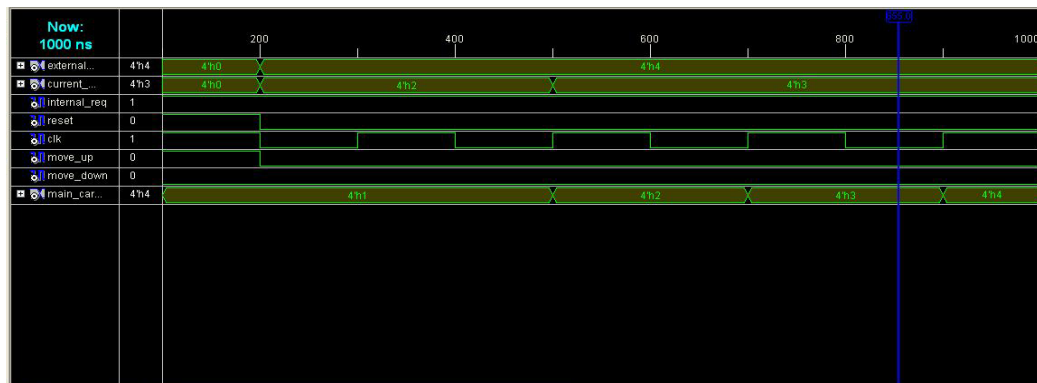 Now:
1000 ns
200 400 600 800 1000
external... 4'h4 4'h0 4'h4
current_... 4'h3 4'h0 4'h2 4'h3
internal_req 1
reset 0
clk 1
move_up 0
move_down 0
main_car... 4'h4 4'h1 4'h2 4'h3 4'h4